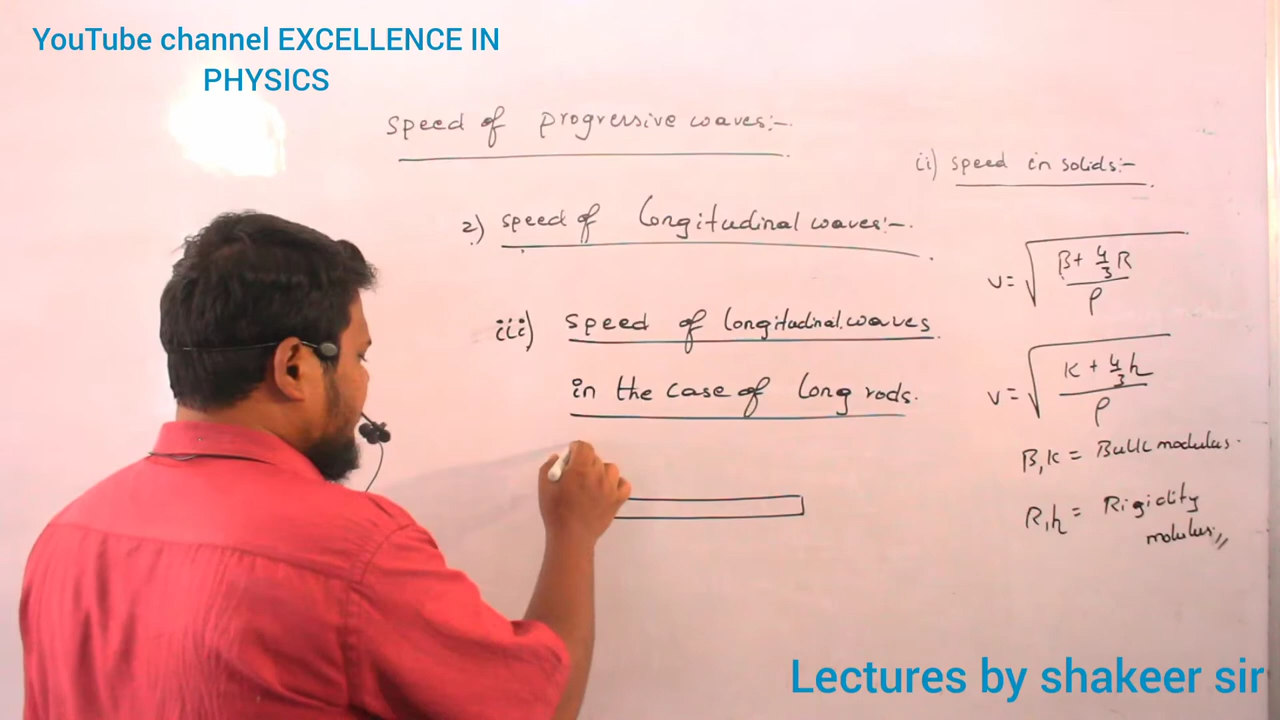 YouTube channel EXCELLENCE IN
PHYSICS
Speed of progressive waves:-
2) Speed of Longitudinal waves:-
iii) Speed of longitudinal waves
in the case of Long rods.
ii) Speed in solids:-
v = √((β + 4/3 R)/ρ)
v = √((K + 4/3 η)/ρ)
β, K = Bulk modulus.
R, η = Rigidity
modulus,,
Lectures by shakeer sir